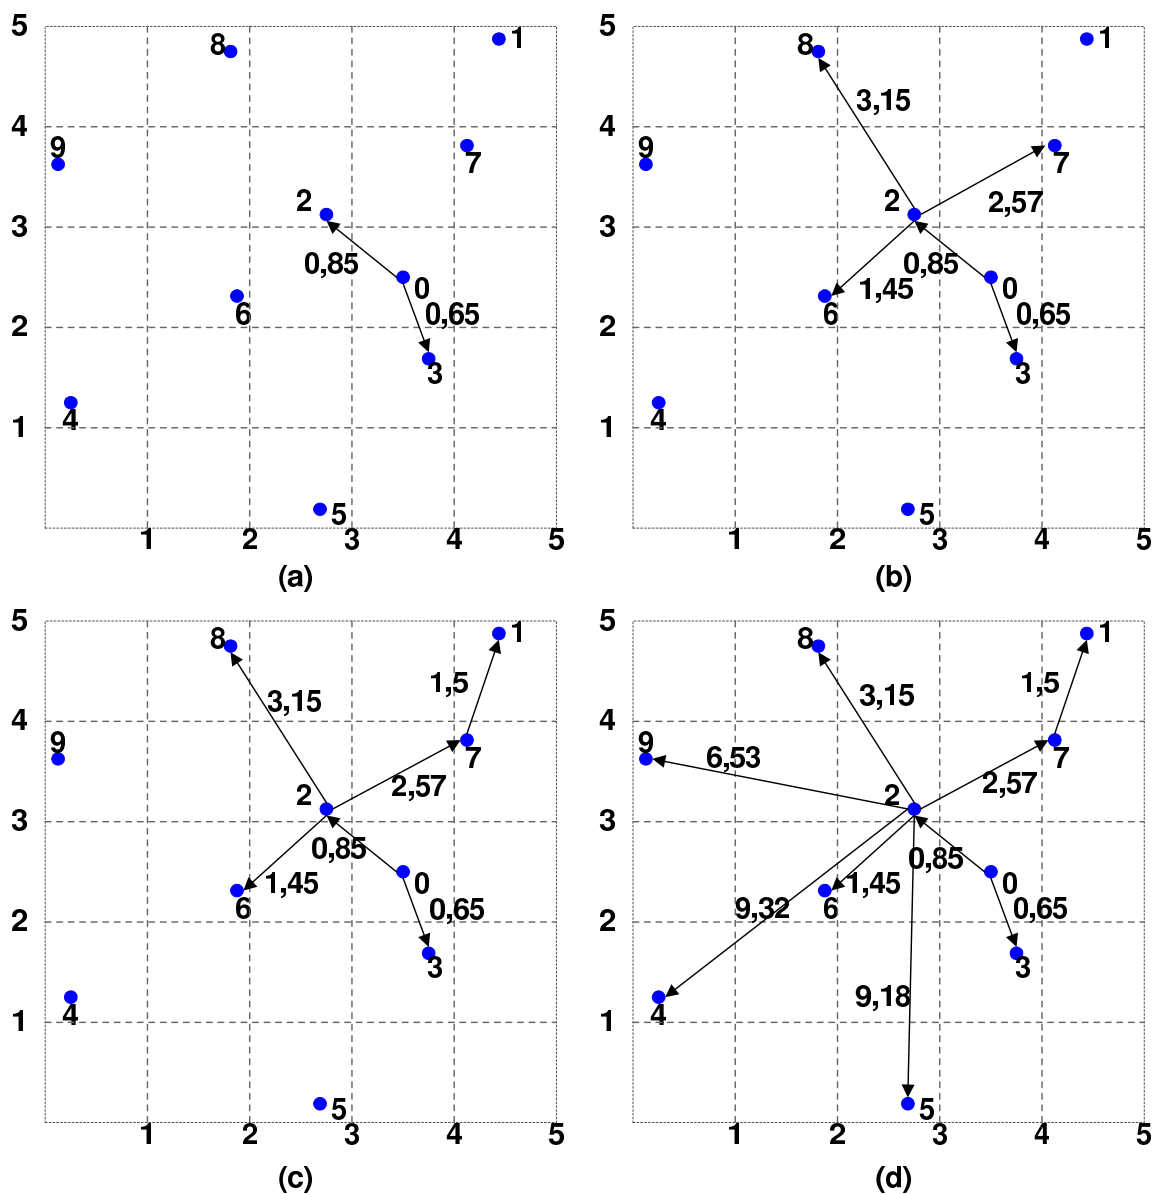 5 8 1 5 8 1
3,15
4 9 7 4 9 7
2 2 2,57
3 0,85 3 0,85
0 1,45 0
6 0,65 6 0,65
2 3 2 3
4 4
1 1
5 5
1 2 3 4 5 1 2 3 4 5
(a) (b)
5 8 1 5 8 1
1,5 1,5
3,15 3,15
4 9 7 4 9 6,53 7
2 2,57 2 2,57
3 0,85 3 0,85
1,45 0 1,45 0
6 0,65 9,32 6 0,65
2 3 2 3
4 4 9,18
1 1
5 5
1 2 3 4 5 1 2 3 4 5
(c) (d)